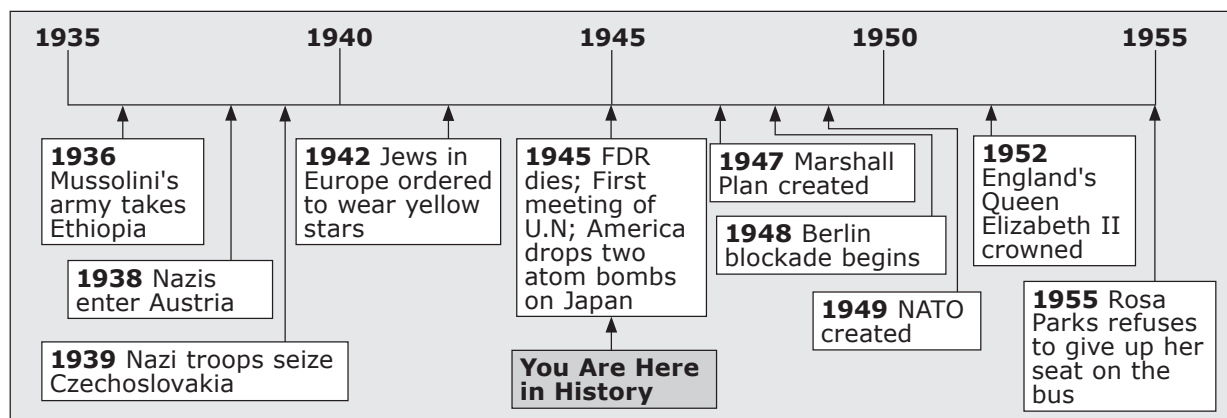 1935 1940 1945 1950 1955
1936
Mussolini's
army takes
Ethiopia
1938 Nazis
enter Austria
1939 Nazi troops seize
Czechoslovakia
1942 Jews in
Europe ordered
to wear yellow
stars
1945 FDR
dies; First
meeting of
U.N; America
drops two
atom bombs
on Japan
You Are Here
in History
1947 Marshall
Plan created
1948 Berlin
blockade begins
1949 NATO
created
1952
England's
Queen
Elizabeth II
crowned
1955 Rosa
Parks refuses
to give up her
seat on the
bus